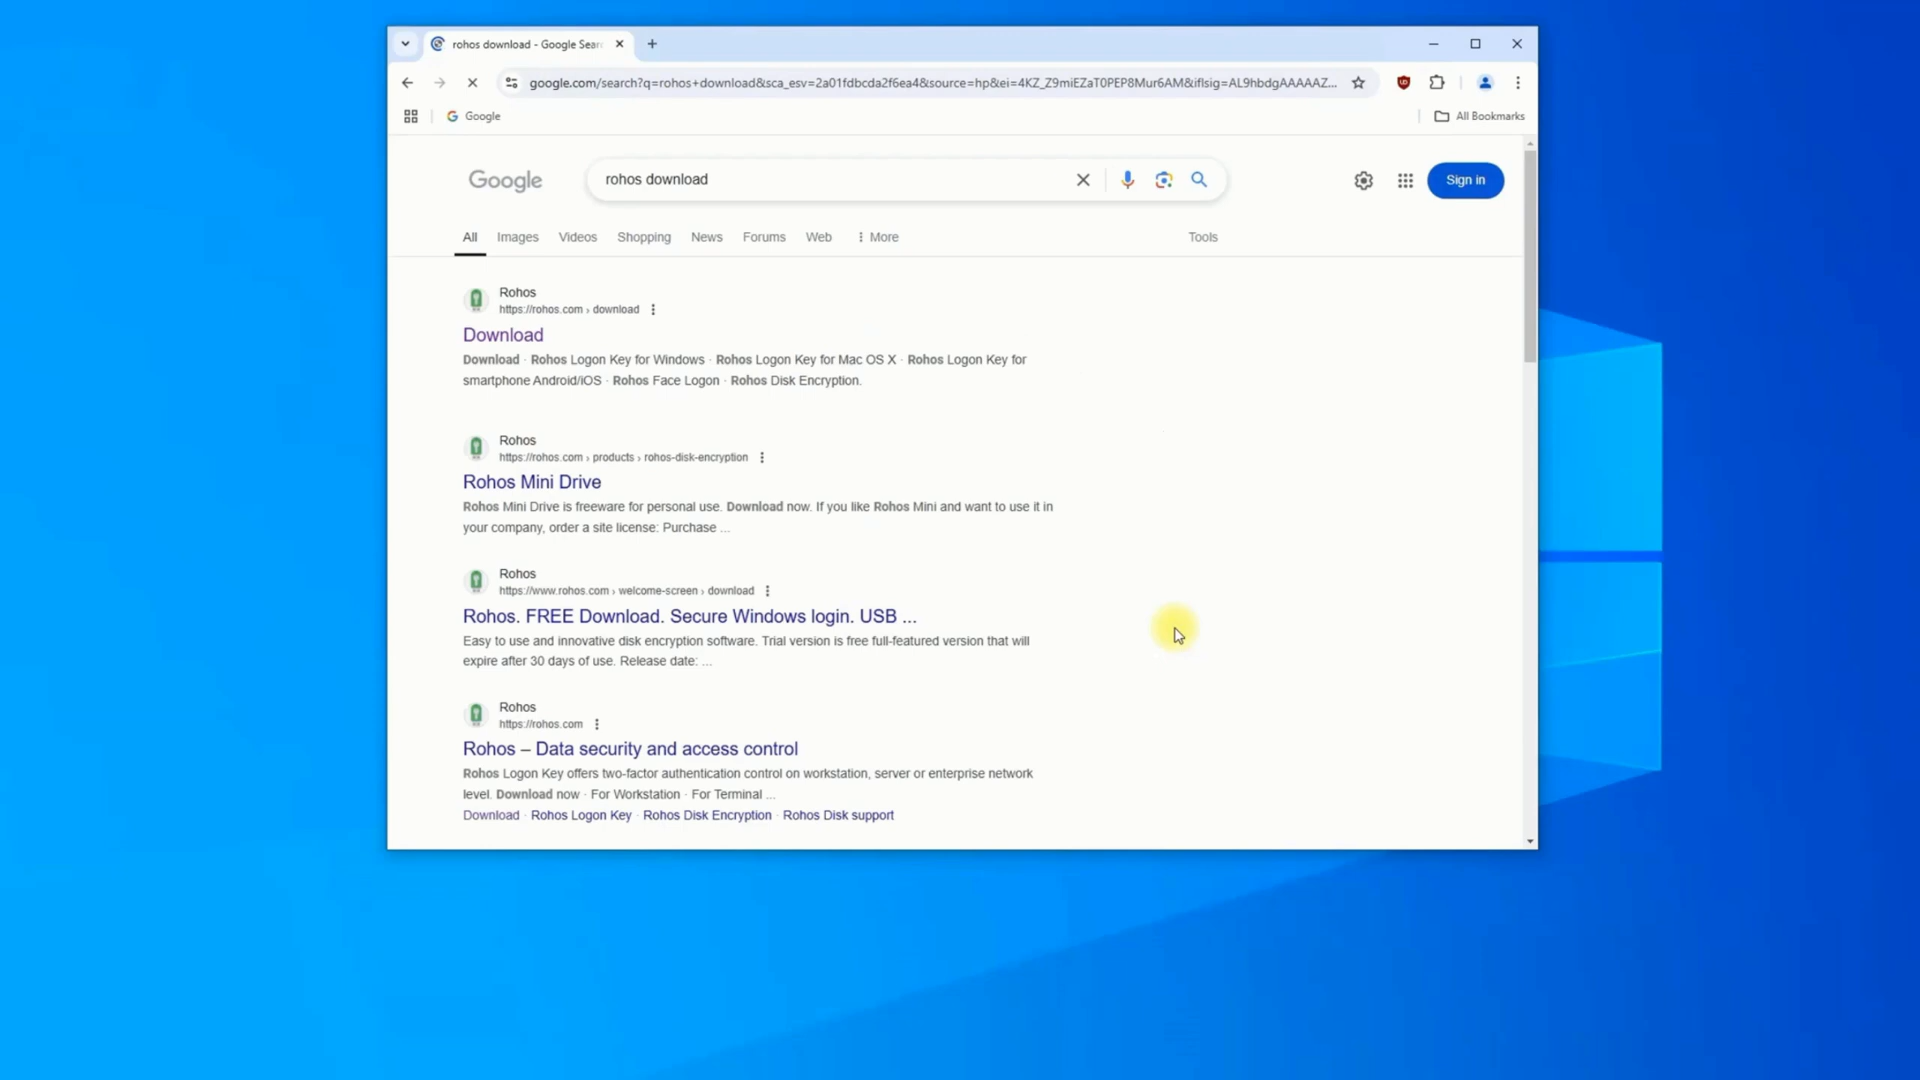 rohos download - Google Sear
google.com/search?q=rohos+download&sca_esv=2a01fdbcda2f6ea4&source=hp&ei=4KZ_Z9miEZaT0PEP8Mur6AM&iflsig=AL9hbdgAAAAAZ...
Google
All Bookmarks
Google
rohos download
Sign in
All Images Videos Shopping News Forums Web More Tools
Rohos
https://rohos.com › download
Download
Download · Rohos Logon Key for Windows · Rohos Logon Key for Mac OS X · Rohos Logon Key for
smartphone Android/iOS · Rohos Face Logon · Rohos Disk Encryption.
Rohos
https://rohos.com › products › rohos-disk-encryption
Rohos Mini Drive
Rohos Mini Drive is freeware for personal use. Download now. If you like Rohos Mini and want to use it in
your company, order a site license: Purchase ...
Rohos
https://www.rohos.com › welcome-screen › download
Rohos. FREE Download. Secure Windows login. USB ...
Easy to use and innovative disk encryption software. Trial version is free full-featured version that will
expire after 30 days of use. Release date: ...
Rohos
https://rohos.com
Rohos – Data security and access control
Rohos Logon Key offers two-factor authentication control on workstation, server or enterprise network
level. Download now · For Workstation · For Terminal ...
Download · Rohos Logon Key · Rohos Disk Encryption · Rohos Disk support